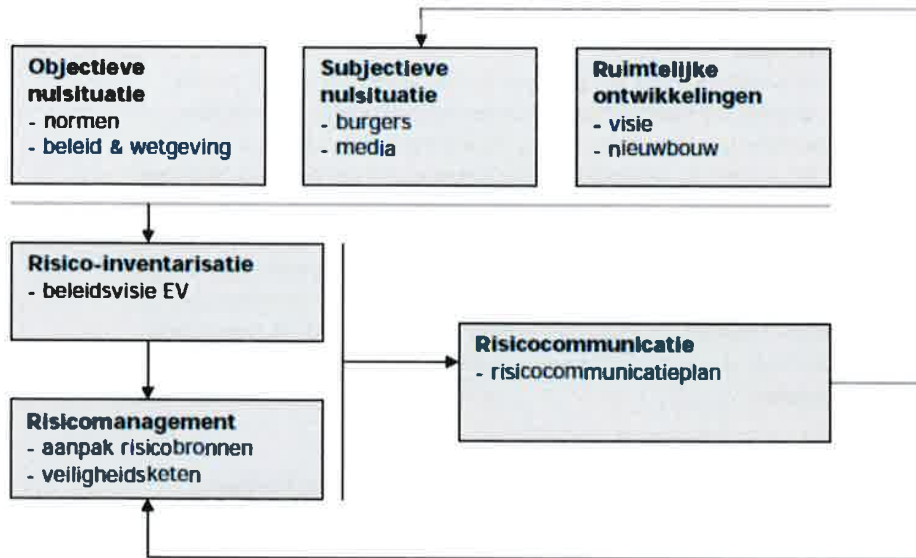 Objectieve
nulsituatie
- normen
- beleid & wetgeving
Subjectieve
nulsituatie
- burgers
- media
Ruimtelijke
ontwikkelingen
- visie
- nieuwbouw
Risico-inventarisatie
- beleidsvisie EV
Risicocommunicatie
- risicocommunicatieplan
Risicomanagement
- aanpak risicobronnen
- veiligheidsketen